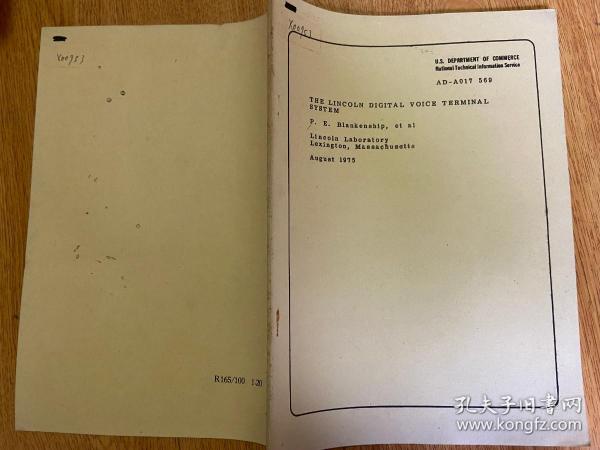 X00953
X00953
U.S. DEPARTMENT OF COMMERCE
National Technical Information Service
AD-A017 569
THE LINCOLN DIGITAL VOICE TERMINAL
SYSTEM
P. E. Blankenship, et al
Lincoln Laboratory
Lexington, Massachusetts
August 1975
R165/100 1-20
孔夫子旧书网
www.kongfz.com